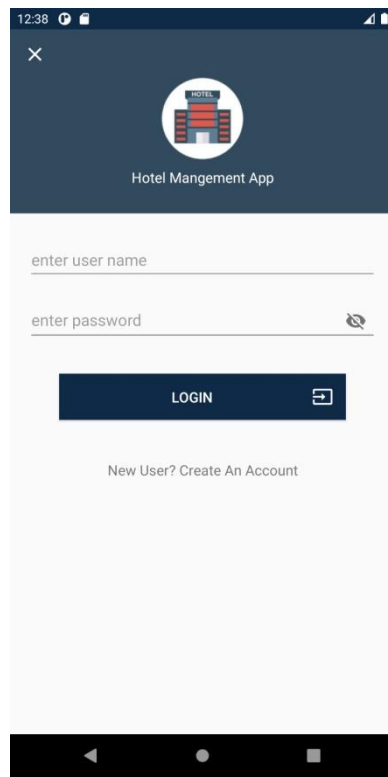 12:38
HOTEL
Hotel Mangement App
enter user name
enter password
LOGIN
New User? Create An Account